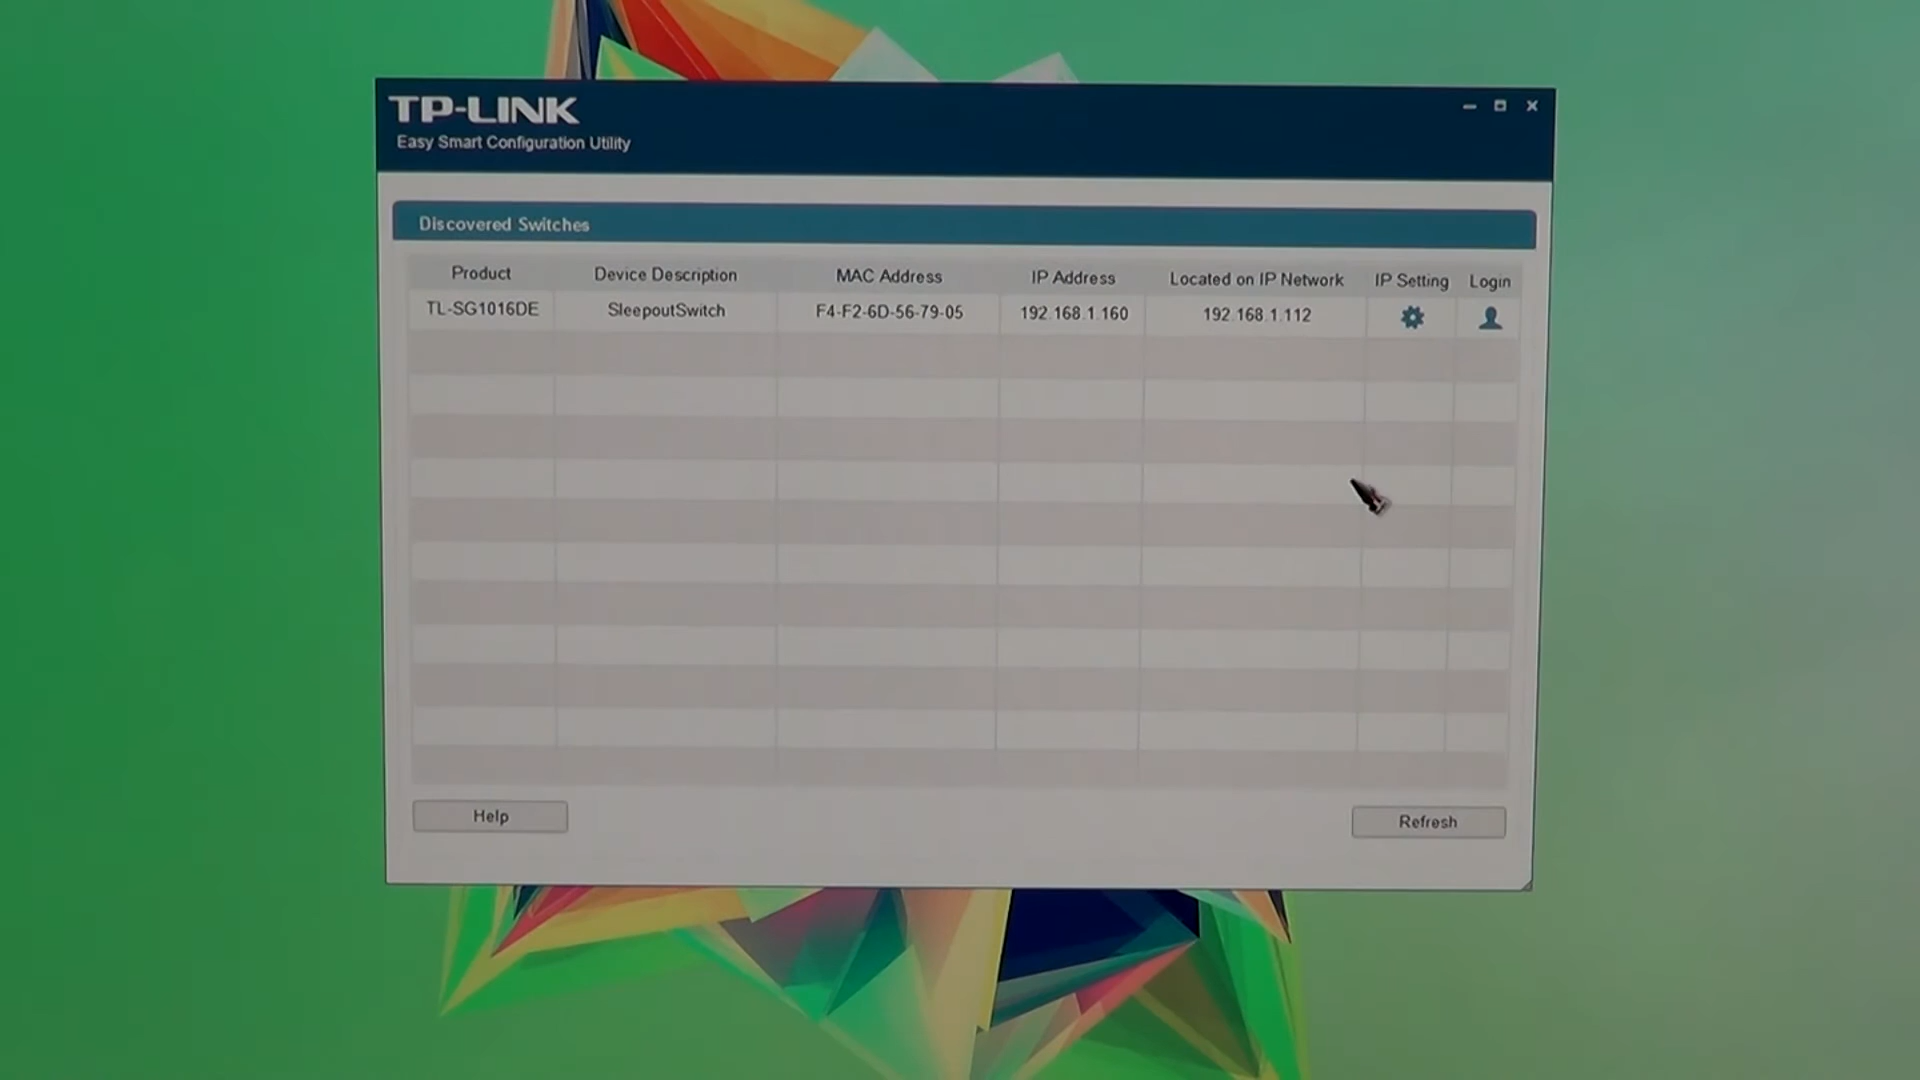 TP-LINK
Easy Smart Configuration Utility
Discovered Switches
Product Device Description MAC Address IP Address Located on IP Network IP Setting Login
TL-SG1016DE SleepoutSwitch F4-F2-6D-56-79-05 192.168.1.160 192.168.1.112
Help Refresh